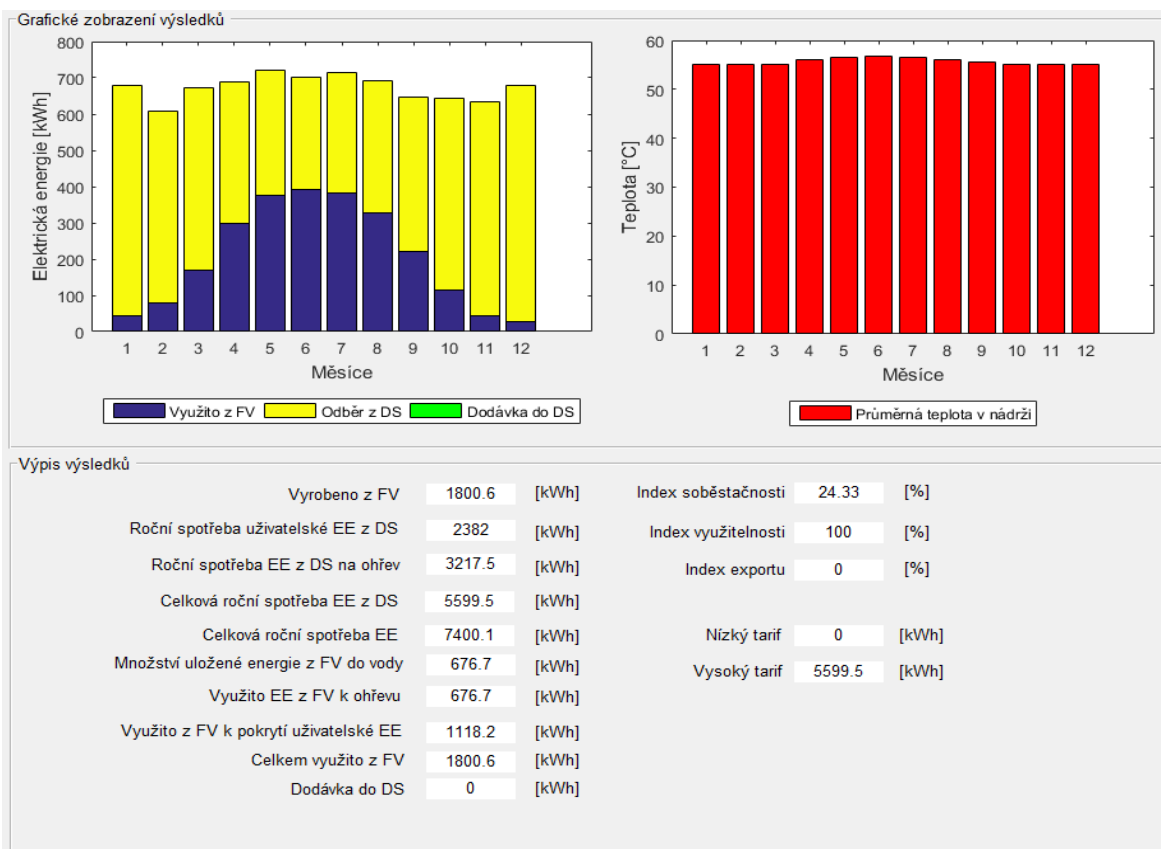 Grafické zobrazení výsledků
800
700
600
500
400
300
200
100
0
Elektrická energie [kWh]
1 2 3 4 5 6 7 8 9 10 11 12
Měsíce
Využito z FV Odběr z DS Dodávka do DS
60
50
40
30
20
10
0
Teplota [°C]
1 2 3 4 5 6 7 8 9 10 11 12
Měsíce
Průměrná teplota v nádrži
Výpis výsledků
Vyrobeno z FV 1800.6 [kWh]
Roční spotřeba uživatelské EE z DS 2382 [kWh]
Roční spotřeba EE z DS na ohřev 3217.5 [kWh]
Celková roční spotřeba EE z DS 5599.5 [kWh]
Celková roční spotřeba EE 7400.1 [kWh]
Množství uložené energie z FV do vody 676.7 [kWh]
Využito EE z FV k ohřevu 676.7 [kWh]
Využito z FV k pokrytí uživatelské EE 1118.2 [kWh]
Celkem využito z FV 1800.6 [kWh]
Dodávka do DS 0 [kWh]
Index soběstačnosti 24.33 [%]
Index využitelnosti 100 [%]
Index exportu 0 [%]
Nízký tarif 0 [kWh]
Vysoký tarif 5599.5 [kWh]